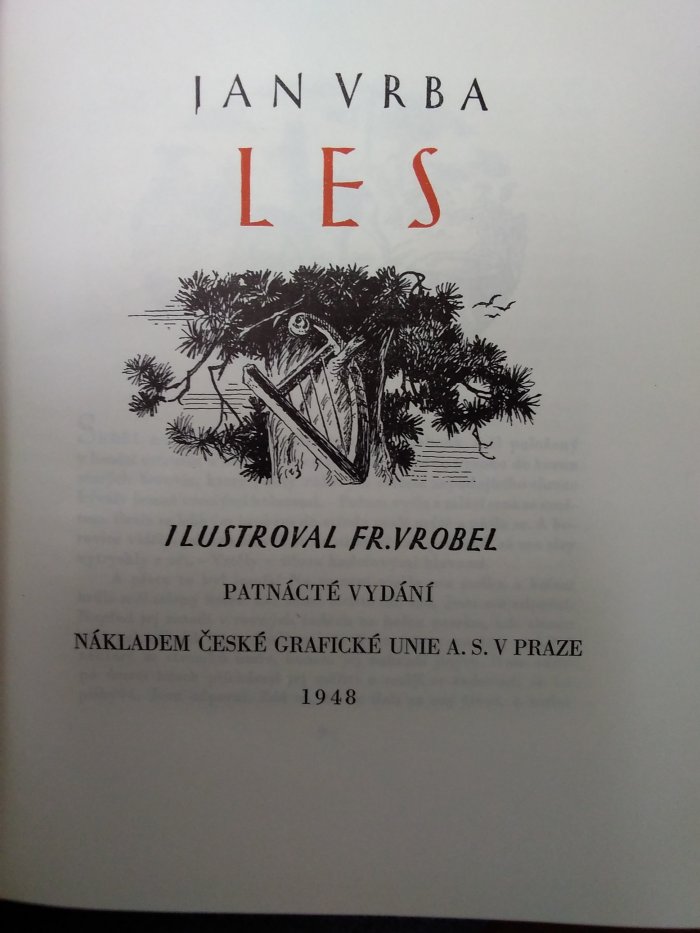 JAN VRBA
LES
ILUSTROVAL FR. VROBEL
PATNÁCTÉ VYDÁNÍ
NÁKLADEM ČESKÉ GRAFICKÉ UNIE A. S. V PRAZE
1948